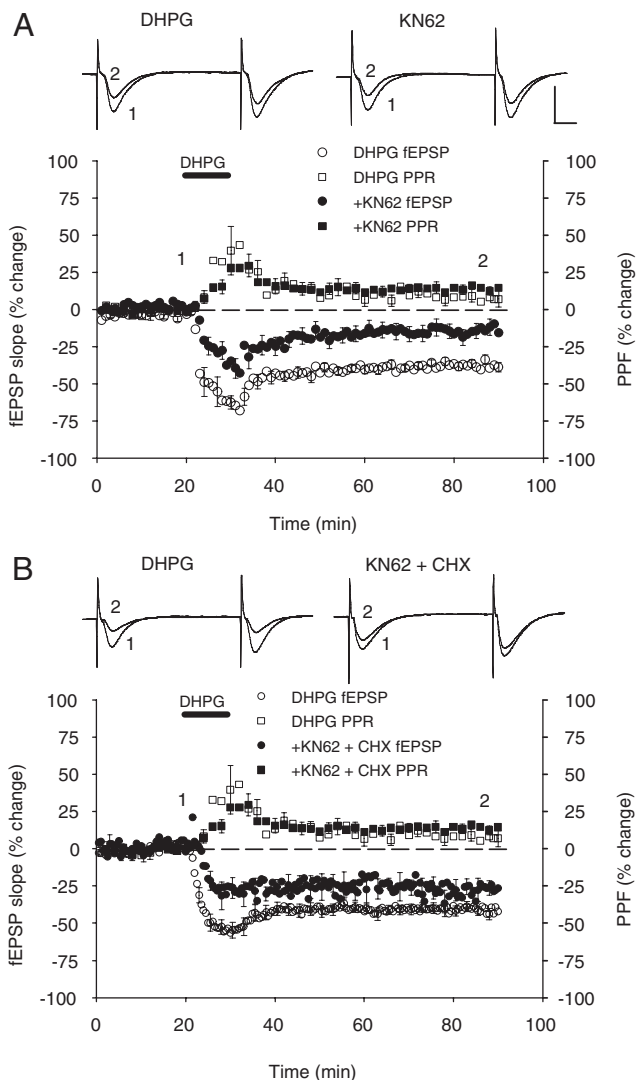 A
DHPG
KN62
2
1
2
1
DHPG
DHPG fEPSP
DHPG PPR
+KN62 fEPSP
+KN62 PPR
1
2
fEPSP slope (% change)
PPF (% change)
100
75
50
25
0
-25
-50
-75
-100
100
75
50
25
0
-25
-50
-75
-100
0 20 40 60 80 100
Time (min)
B
DHPG
KN62 + CHX
2
1
2
1
DHPG
DHPG fEPSP
DHPG PPR
+KN62 + CHX fEPSP
+KN62 + CHX PPR
1
2
fEPSP slope (% change)
PPF (% change)
100
75
50
25
0
-25
-50
-75
-100
100
75
50
25
0
-25
-50
-75
-100
0 20 40 60 80 100
Time (min)